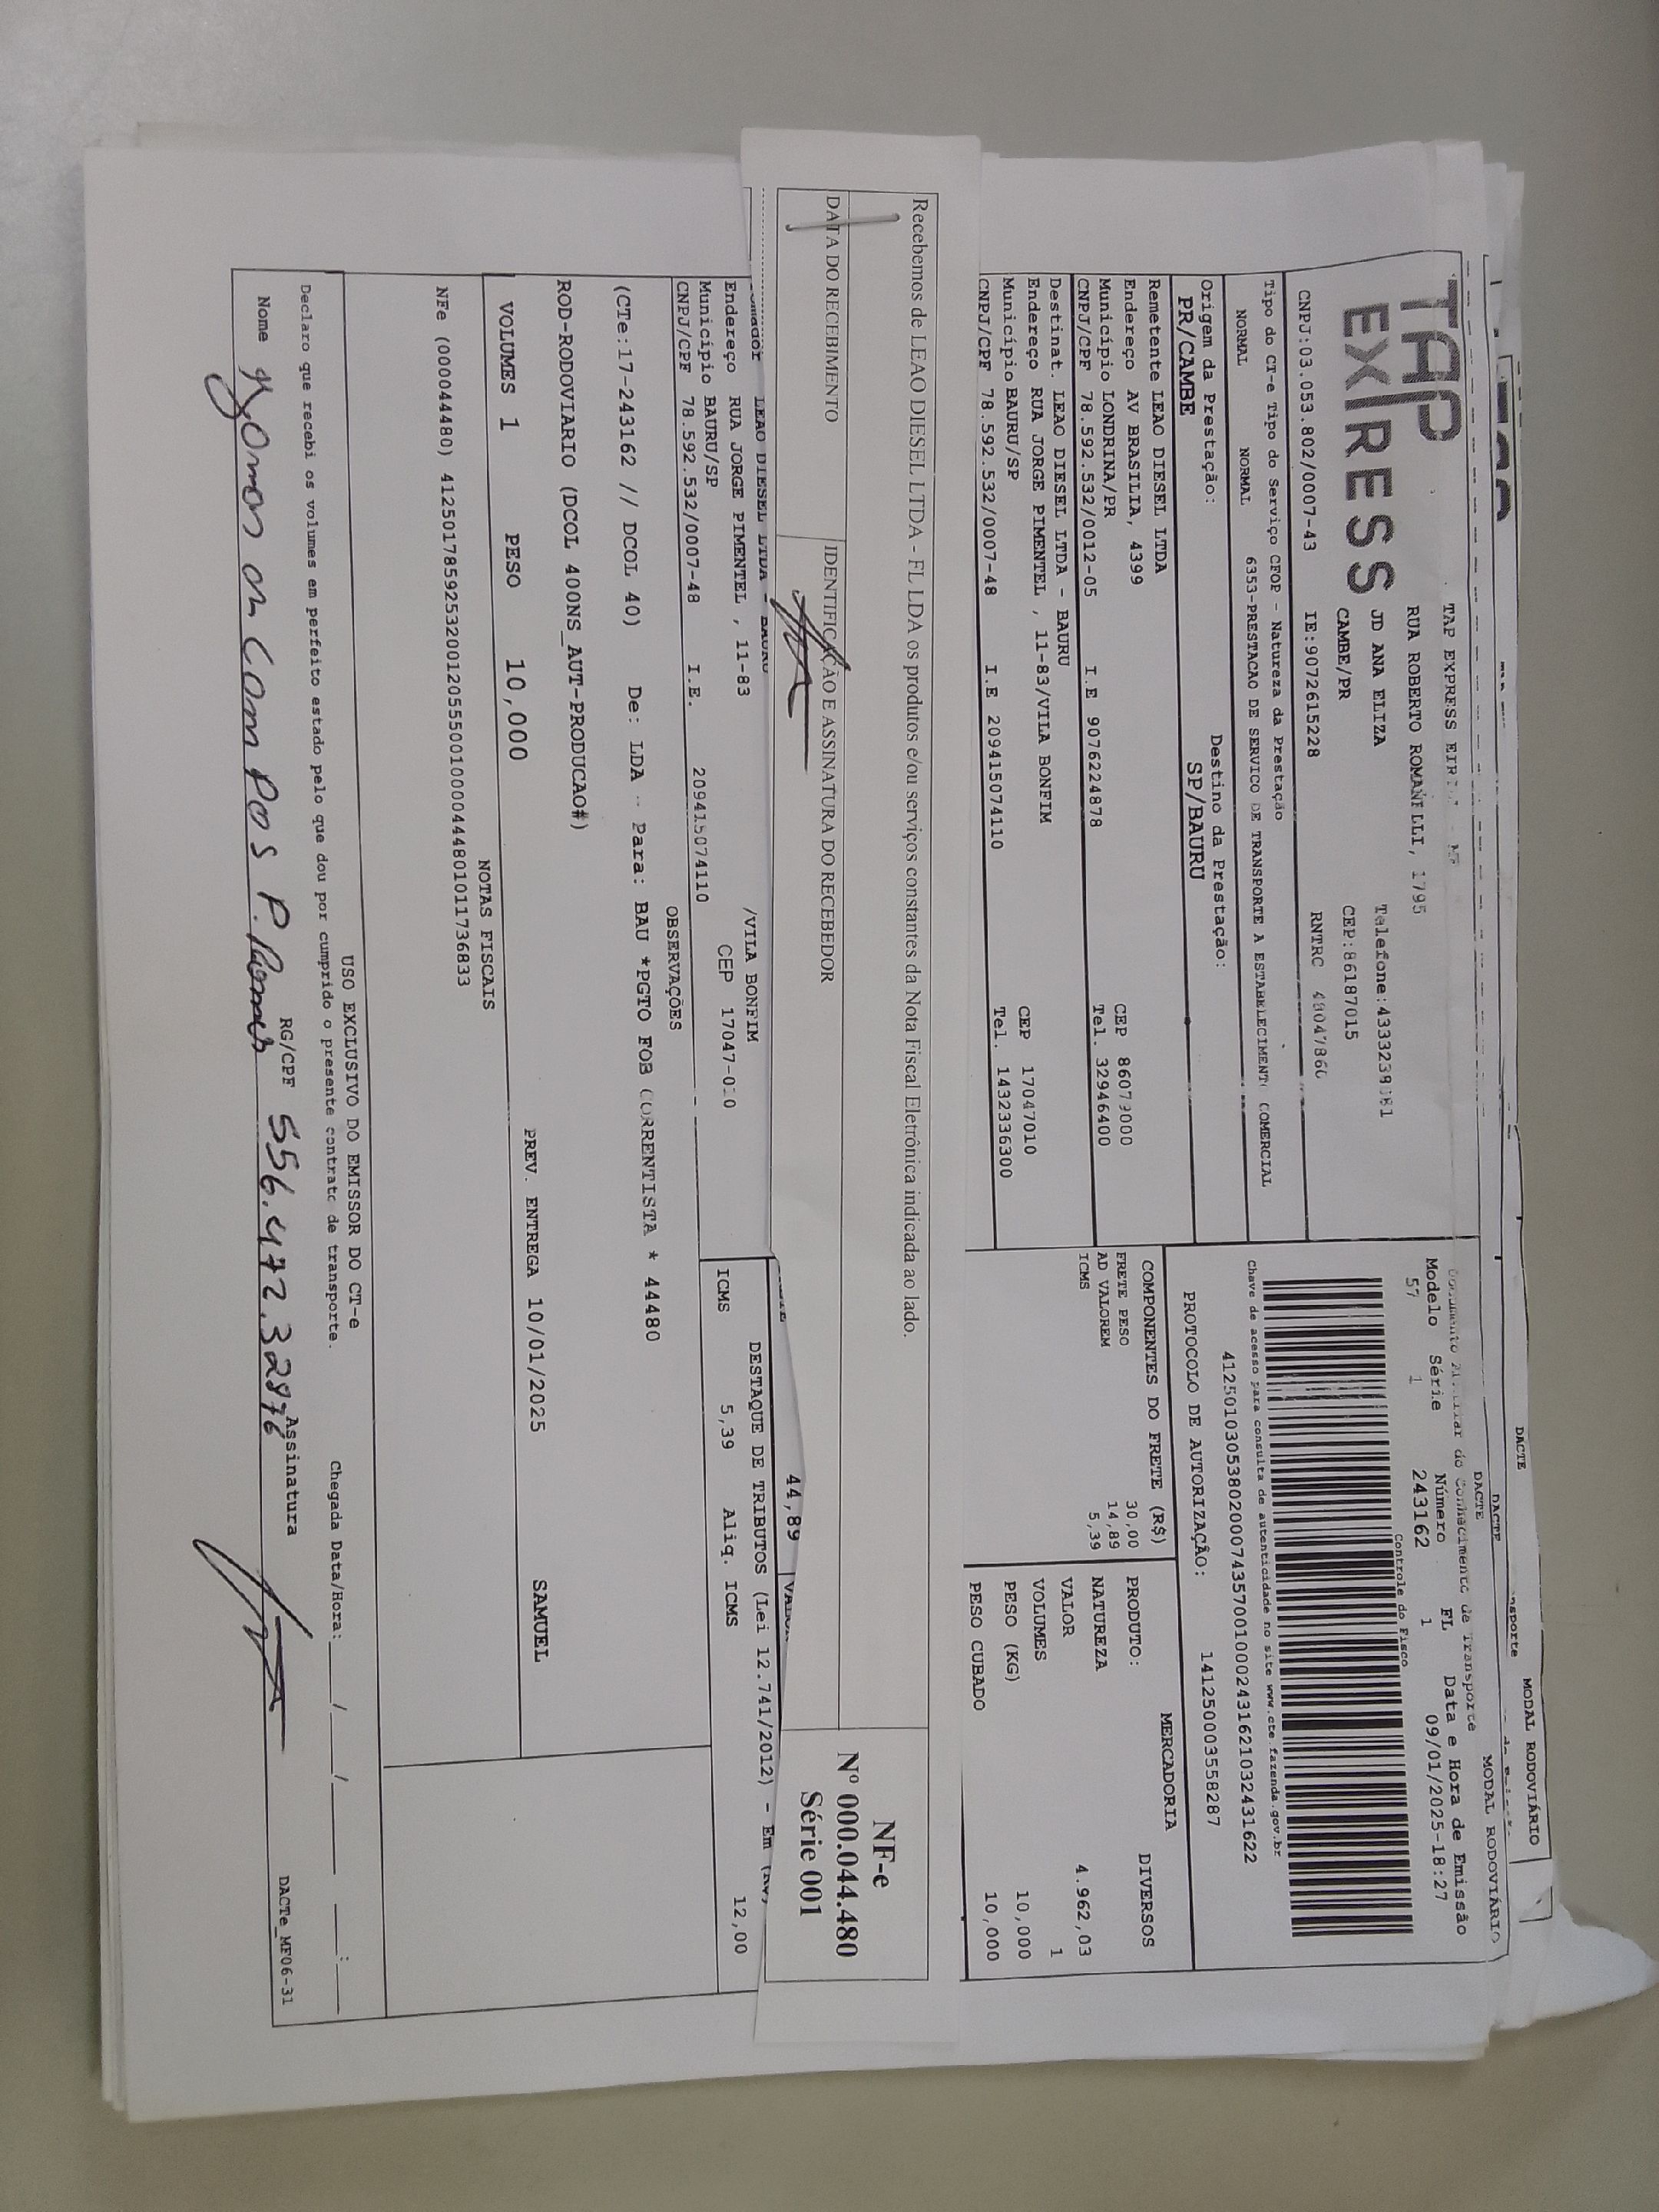 DACTE
MODAL RODOVIÁRIO
DACTE
MODAL RODOVIÁRIO
DACTE
TAP EXPRESS
TAP EXPRESS
RUA ROBERTO ROMANELLI, 1795
JD ANA ELIZA
CAMBE/PR CEP:86187015
CNPJ:03.053.802/0007-43 IE:9072615228 RNTRC
Modelo Série Número FL Data e Hora de Emissão
57 1 243162 1 09/01/2025-18:27
Controle do Fisco
Tipo do CT-e Tipo do Serviço CFOP - Natureza da Prestação
NORMAL NORMAL 6353-PRESTACAO DE SERVICO DE TRANSPORTE A ESTABELECIMENTO COMERCIAL
Chave de acesso para consulta de autenticidade no site www.cte.fazenda.gov.br
41250103053802000743570010002431621032431622
Origem da Prestação: Destino da Prestação:
PR/CAMBE SP/BAURU
PROTOCOLO DE AUTORIZAÇÃO: 141250003558287
Remetente LEAO DIESEL LTDA
Endereço AV BRASILIA, 4399 CEP 86079000
Município LONDRINA/PR Tel. 32946400
CNPJ/CPF 78.592.532/0012-05 I.E 9076224878
Destinat. LEAO DIESEL LTDA - BAURU
Endereço RUA JORGE PIMENTEL , 11-83/VILA BONFIM CEP 17047010
Município BAURU/SP Tel. 1432336300
CNPJ/CPF 78.592.532/0007-48 I.E 209415074110
COMPONENTES DO FRETE (R$)
FRETE PESO 30,00
AD VALOREM 14,89
ICMS 5,39
MERCADORIA
PRODUTO: DIVERSOS
NATUREZA
VALOR 4.962,03
VOLUMES 1
PESO (KG) 10,000
PESO CUBADO 10,000
Recebemos de LEAO DIESEL LTDA - FL LDA os produtos e/ou serviços constantes da Nota Fiscal Eletrônica indicada ao lado.
DATA DO RECEBIMENTO
IDENTIFICAÇÃO E ASSINATURA DO RECEBEDOR
NF-e
Nº 000.044.480
Série 001
44,89
LEAO DIESEL LTDA - BAURU
Endereço RUA JORGE PIMENTEL , 11-83 /VILA BONFIM
Município BAURU/SP CEP 17047-010
CNPJ/CPF 78.592.532/0007-48 I.E. 209415074110
DESTAQUE DE TRIBUTOS (Lei 12.741/2012) - Em
ICMS 5,39 Aliq. ICMS 12,00
OBSERVAÇÕES
(CTe:17-243162 // DCOL 40) De: LDA - Para: BAU *PGTO FOB CORRENTISTA * 44480
ROD-RODOVIARIO (DCOL 400NS_AUT-PRODUCAO#)
VOLUMES 1 PESO 10,000 PREV. ENTREGA 10/01/2025 SAMUEL
NOTAS FISCAIS
NFe (000044480) 41250178592532001205550010000444801011736833
USO EXCLUSIVO DO EMISSOR DO CT-e
Declaro que recebi os volumes em perfeito estado pelo que dou por cumprido o presente contrato de transporte. Chegada Data/Hora: ___/___/___ __:__
Nome RG/CPF Assinatura
DACTe_MF06-31